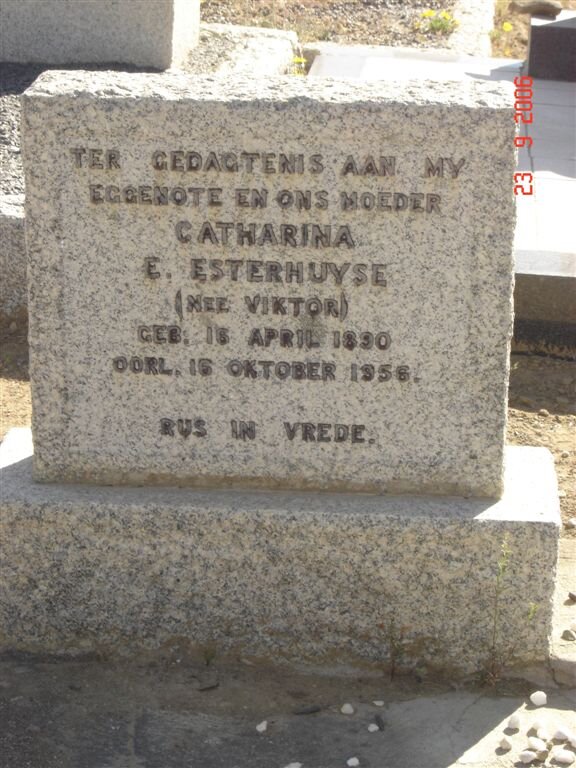 TER GEDAGTENIS AAN MY
EGGENOTE EN ONS MOEDER
CATHARINA
E. ESTERHUYSE
(NEE VIKTOR)
GEB. 16 APRIL 1890
OORL. 16 OKTOBER 1956.
RUS IN VREDE.
23 9 2006